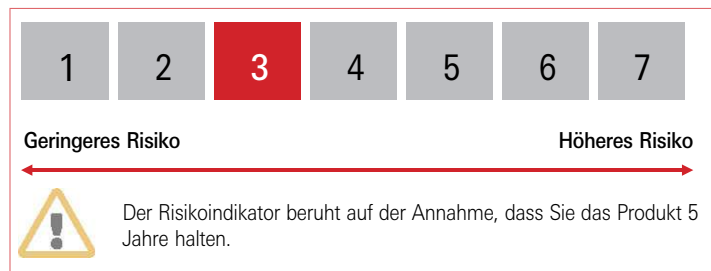 1 2 3 4 5 6 7
Geringeres Risiko Höheres Risiko
Der Risikoindikator beruht auf der Annahme, dass Sie das Produkt 5
Jahre halten.